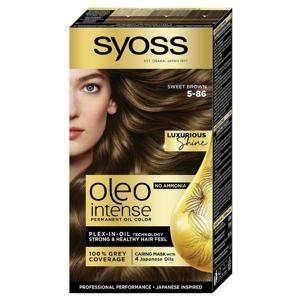 syoss
EST. OSAKA, JAPAN 1977
SWEET BROWN
5-86
LUXURIOUS
Shine
NO AMMONIA
oleo
intense
PERMANENT OIL COLOR
PLEX-IN-OIL TECHNOLOGY
STRONG & HEALTHY HAIR FEEL
100% GREY
COVERAGE
CARING MASK WITH
4 Japanese Oils
PROFESSIONAL PERFORMANCE • JAPANESE INSPIRED